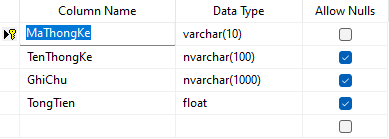 Column Name Data Type Allow Nulls
MaThongKe varchar(10)
TenThongKe nvarchar(100)
GhiChu nvarchar(1000)
TongTien float